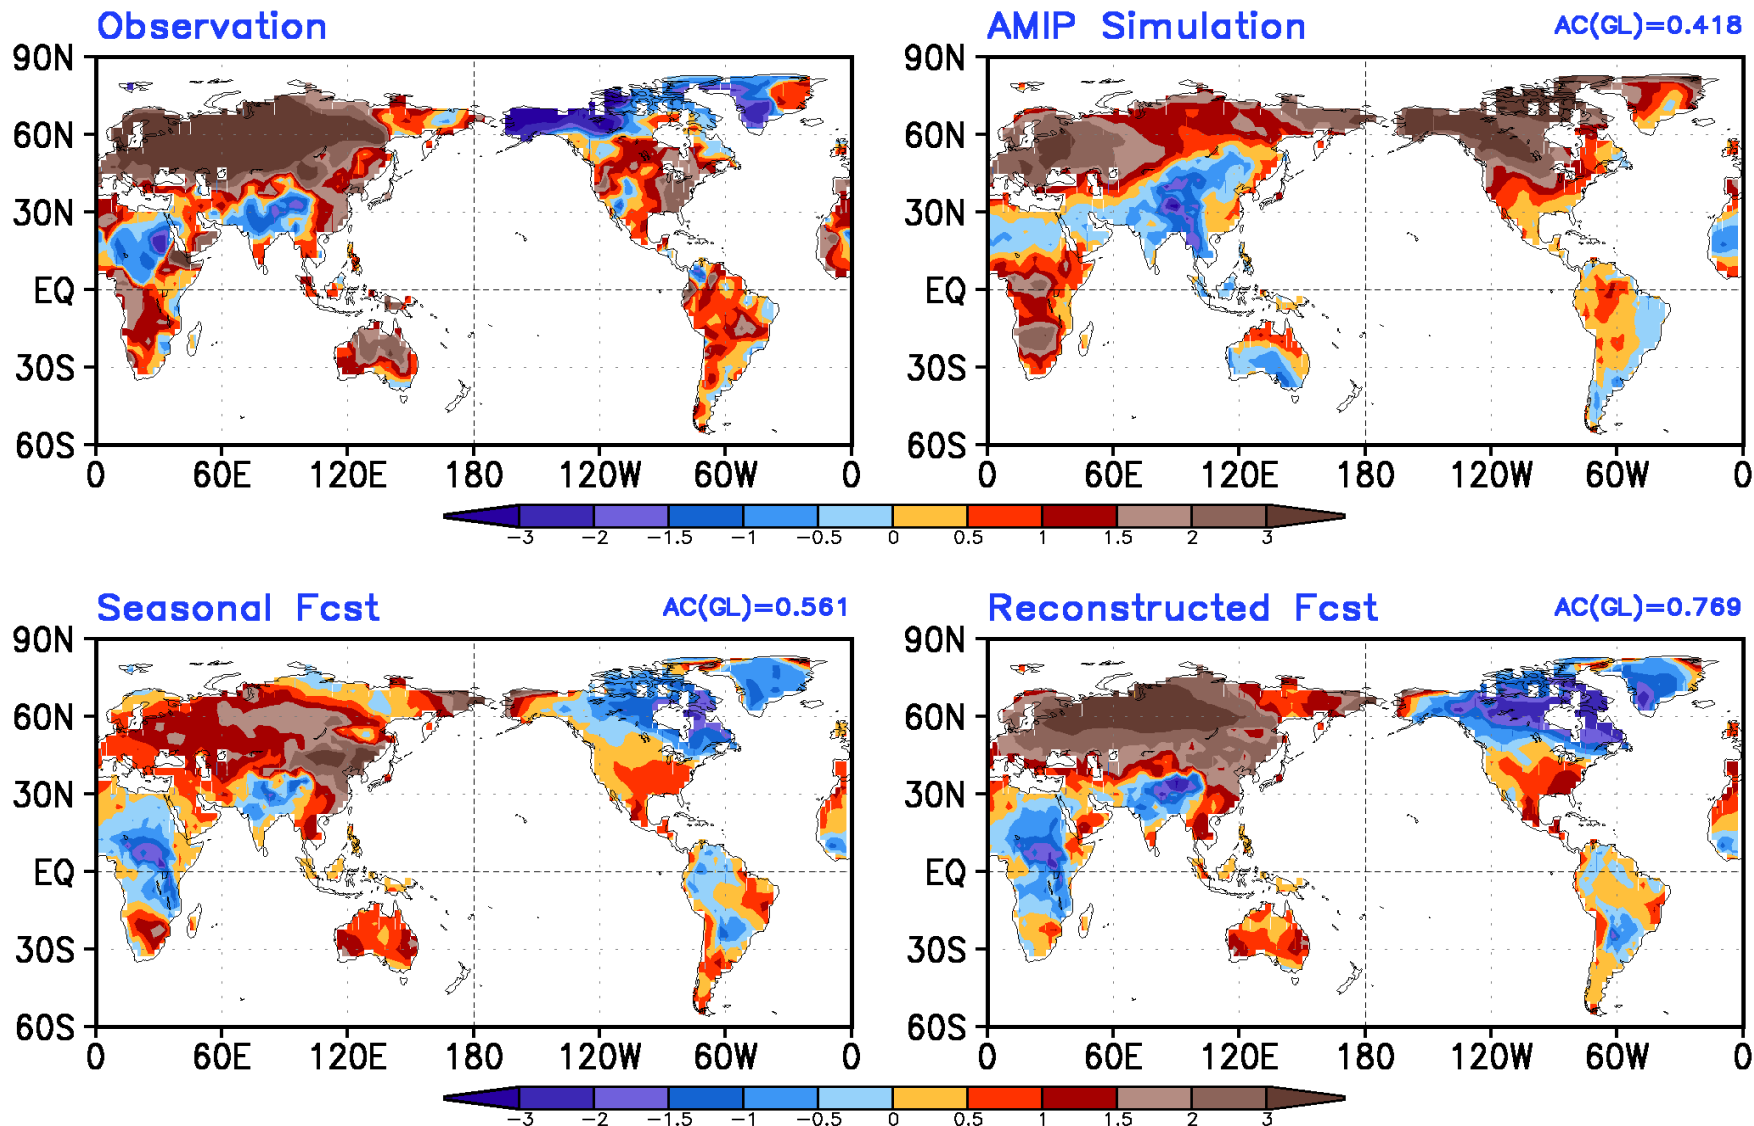 Observation
AMIP Simulation AC(GL)=0.418
90N
60N
30N
EQ
30S
60S
0 60E 120E 180 120W 60W 0
90N
60N
30N
EQ
30S
60S
0 60E 120E 180 120W 60W 0
-3 -2 -1.5 -1 -0.5 0 0.5 1 1.5 2 3
Seasonal Fcst AC(GL)=0.561
Reconstructed Fcst AC(GL)=0.769
90N
60N
30N
EQ
30S
60S
0 60E 120E 180 120W 60W 0
90N
60N
30N
EQ
30S
60S
0 60E 120E 180 120W 60W 0
-3 -2 -1.5 -1 -0.5 0 0.5 1 1.5 2 3